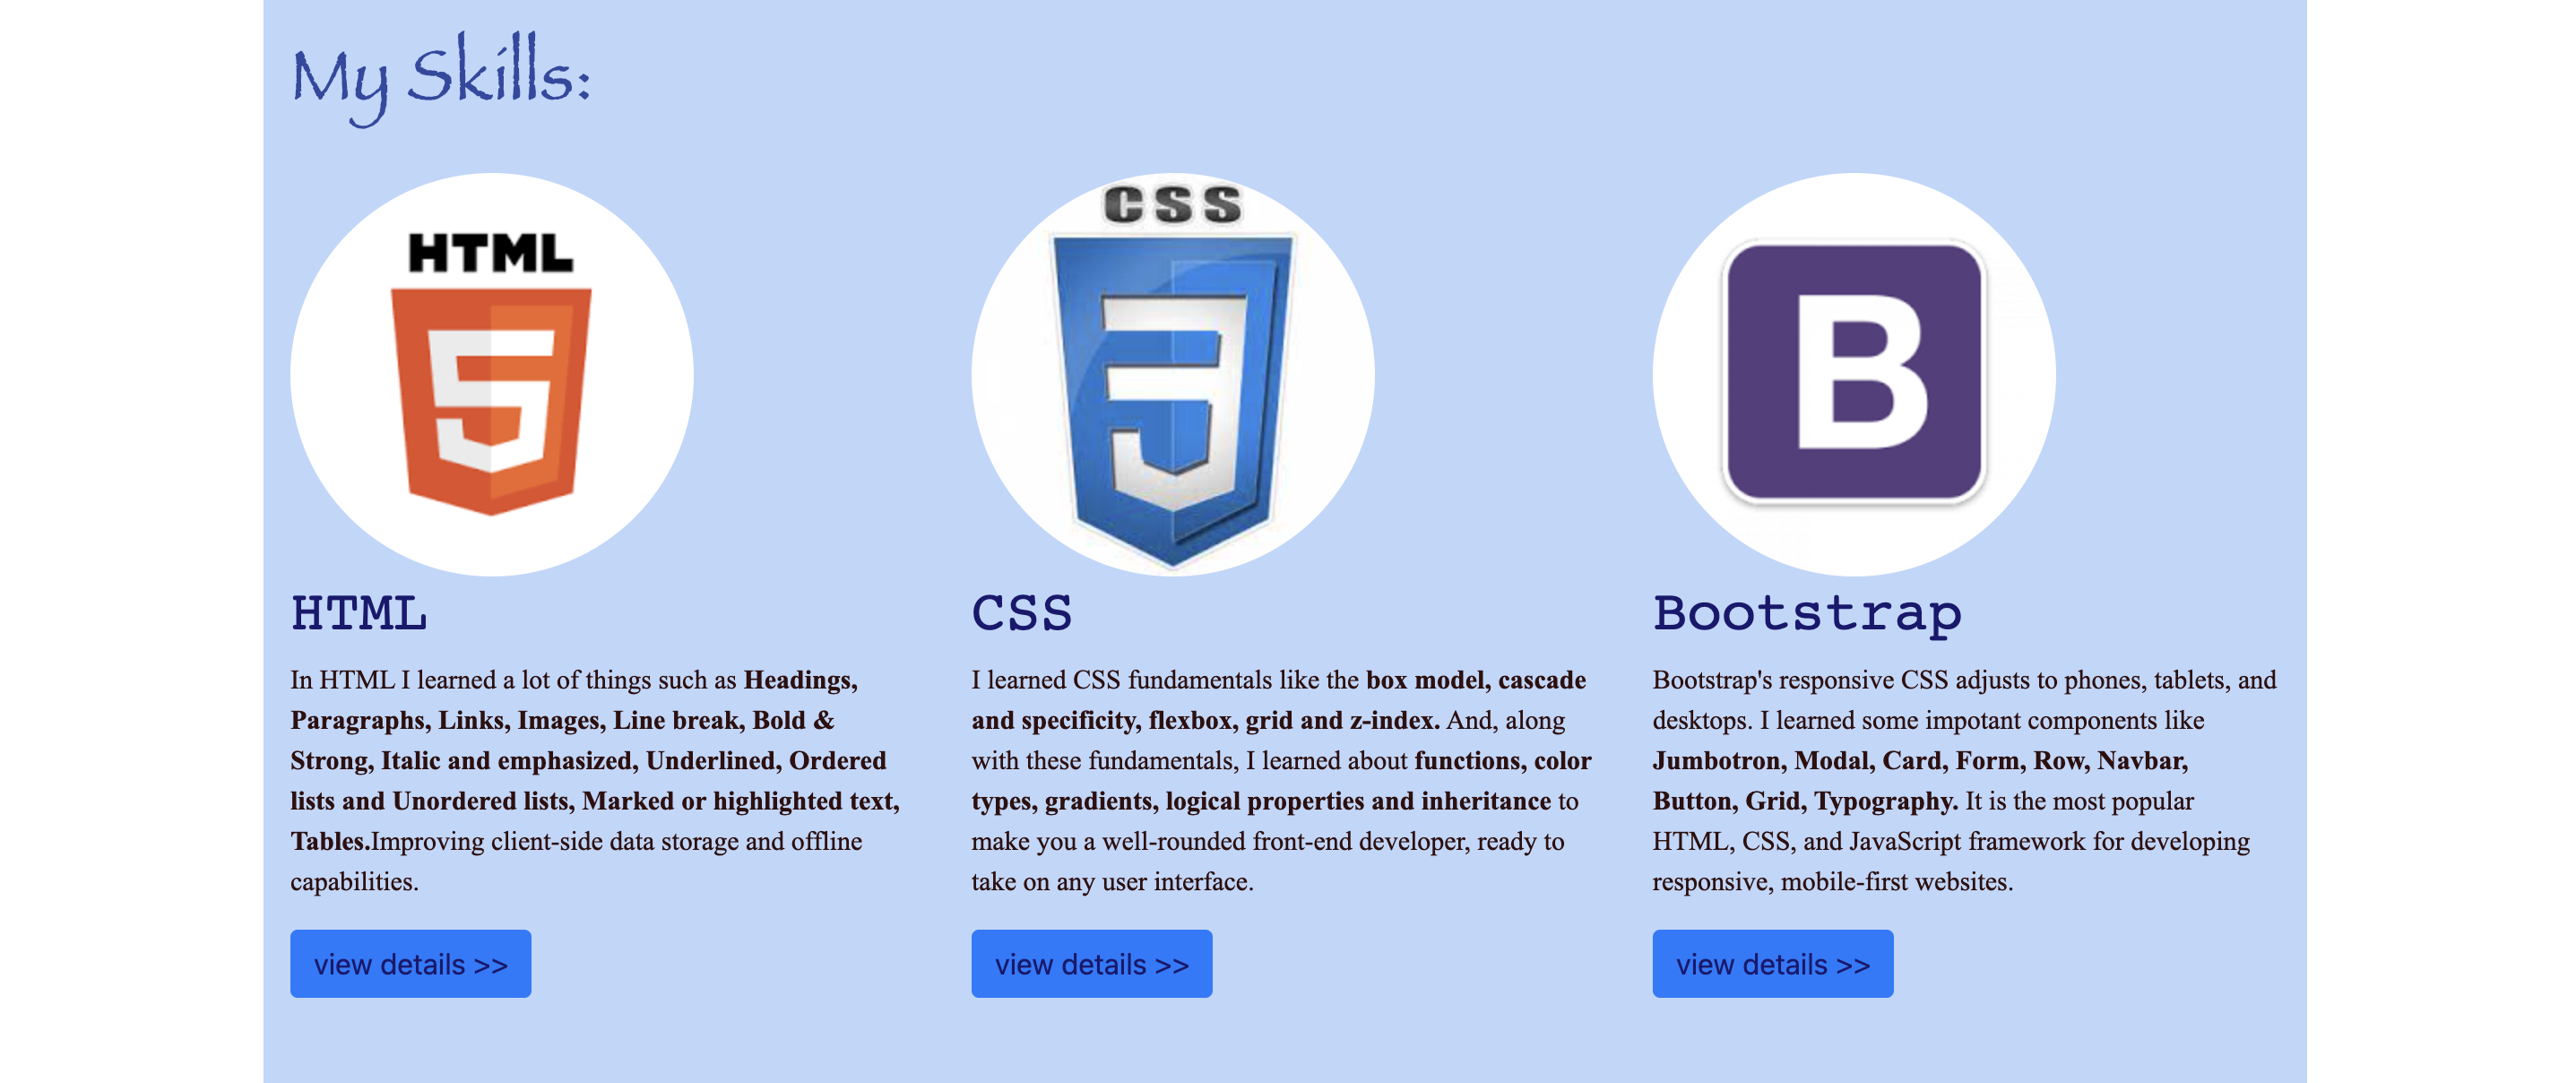 My Skills:
HTML
5
CSS
3
B
HTML
In HTML I learned a lot of things such as Headings,
Paragraphs, Links, Images, Line break, Bold &
Strong, Italic and emphasized, Underlined, Ordered
lists and Unordered lists, Marked or highlighted text,
Tables.Improving client-side data storage and offline
capabilities.
view details >>
CSS
I learned CSS fundamentals like the box model, cascade
and specificity, flexbox, grid and z-index. And, along
with these fundamentals, I learned about functions, color
types, gradients, logical properties and inheritance to
make you a well-rounded front-end developer, ready to
take on any user interface.
view details >>
Bootstrap
Bootstrap's responsive CSS adjusts to phones, tablets, and
desktops. I learned some impotant components like
Jumbotron, Modal, Card, Form, Row, Navbar,
Button, Grid, Typography. It is the most popular
HTML, CSS, and JavaScript framework for developing
responsive, mobile-first websites.
view details >>